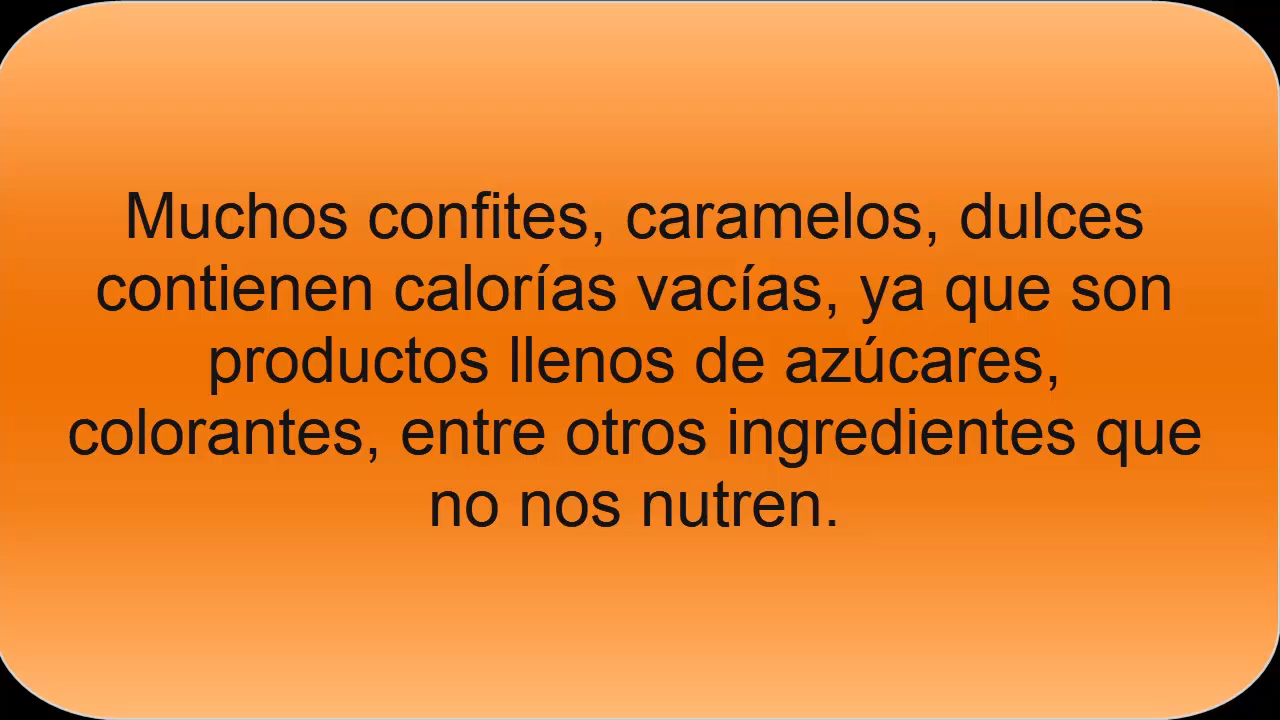 Muchos confites, caramelos, dulces
contienen calorías vacías, ya que son
productos llenos de azúcares,
colorantes, entre otros ingredientes que
no nos nutren.